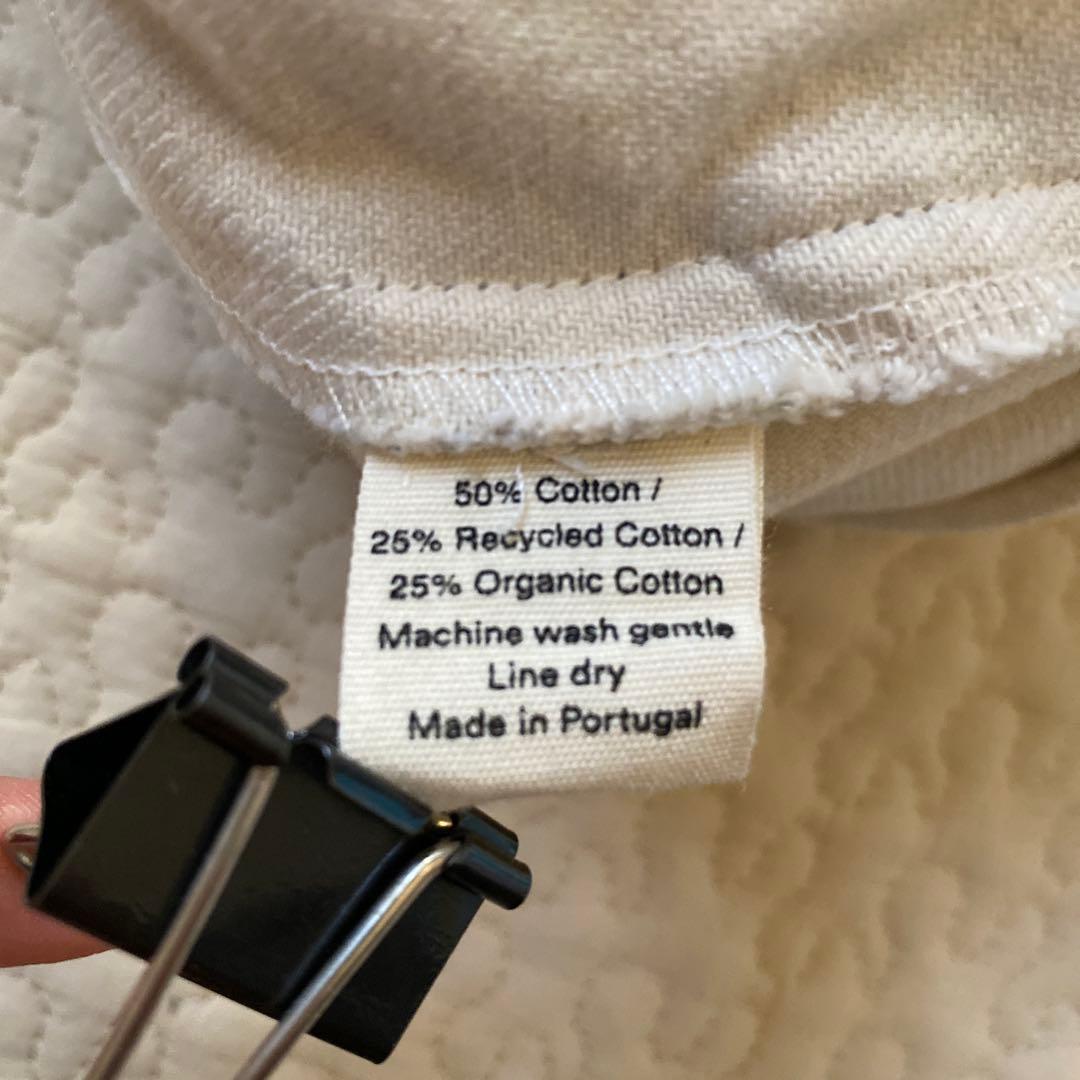 50% Cotton /
25% Recycled Cotton /
25% Organic Cotton
Machine wash gentle
Line dry
Made in Portugal